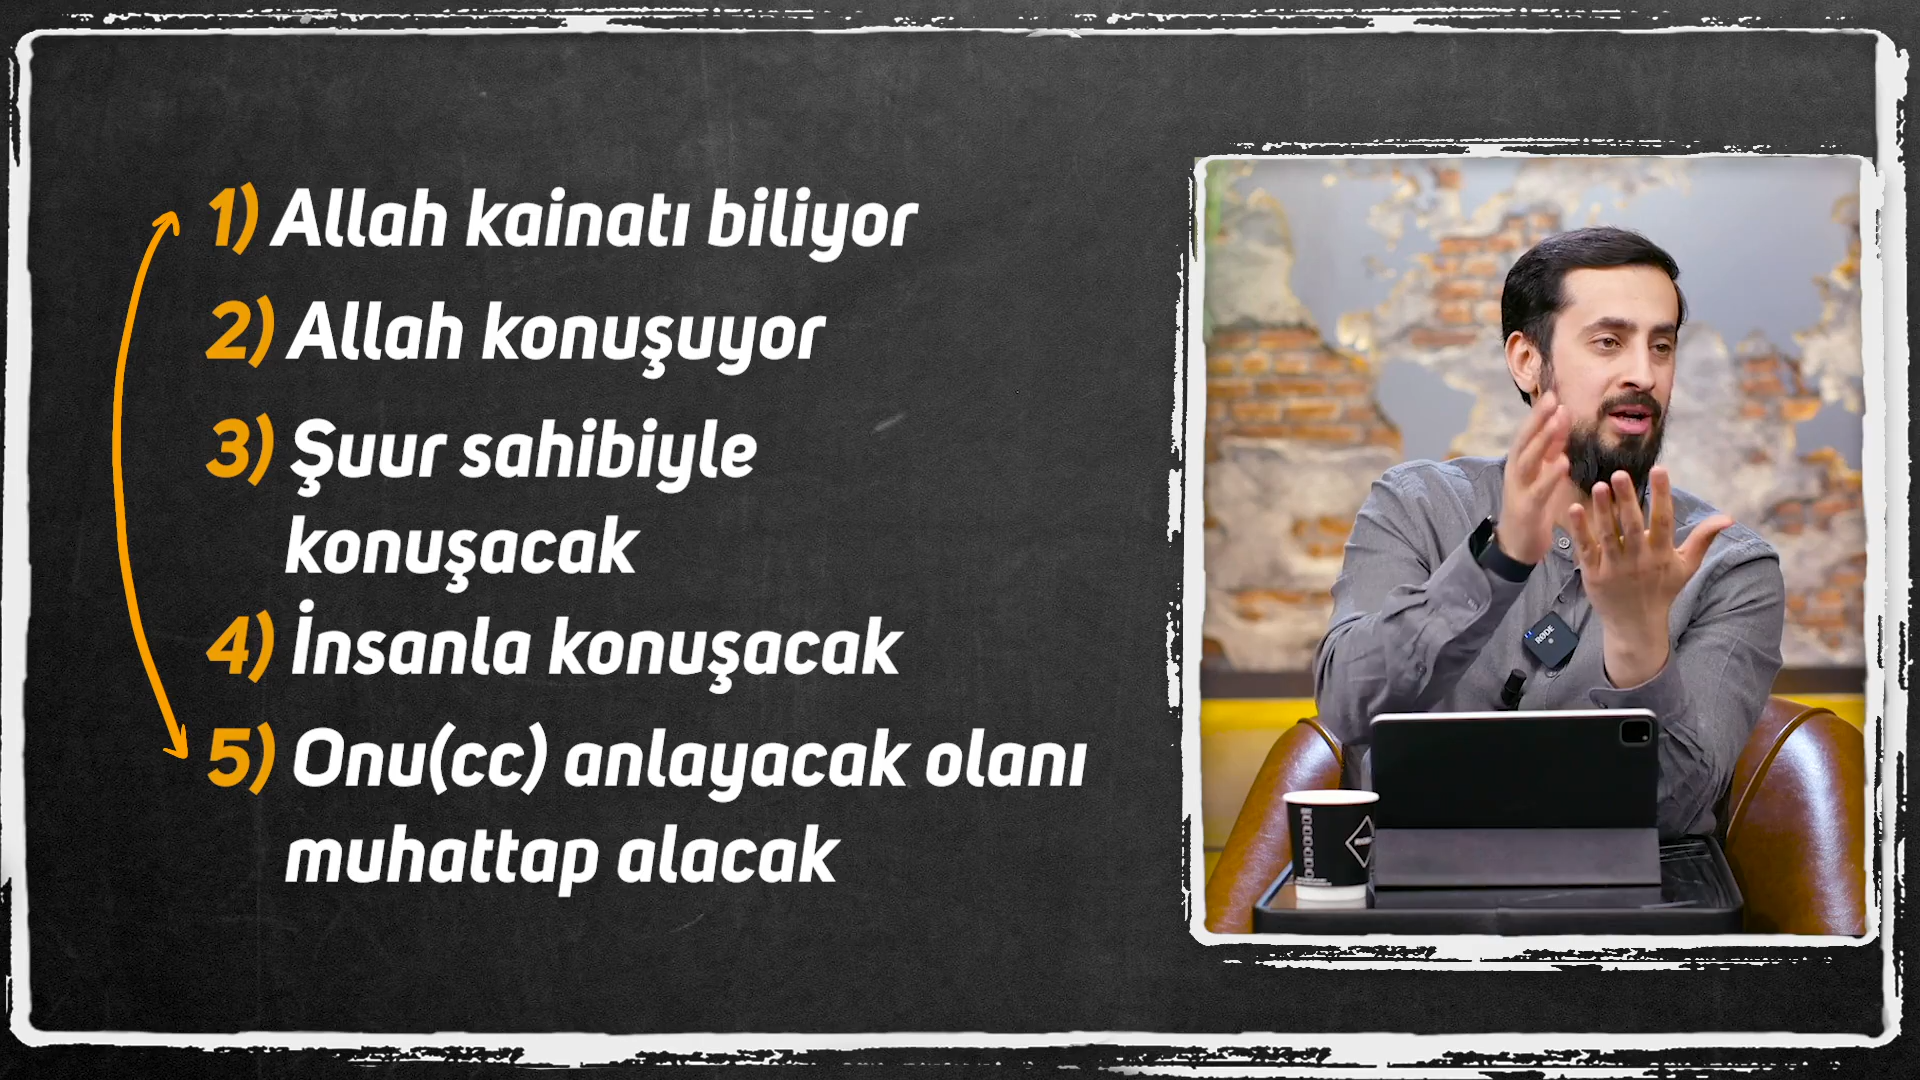 1) Allah kainatı biliyor
2) Allah konuşuyor
3) Şuur sahibiyle
konuşacak
4) İnsanla konuşacak
5) Onu(cc) anlayacak olanı
muhattap alacak
RØDE